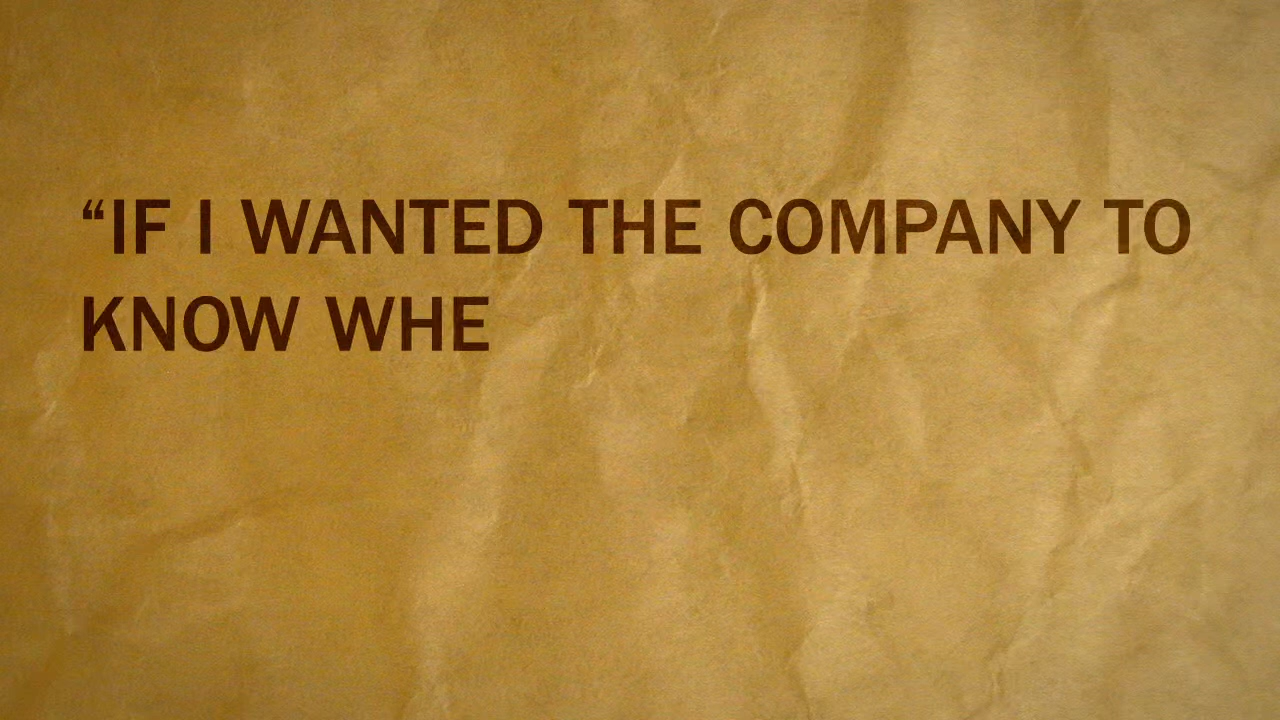 “IF I WANTED THE COMPANY TO
KNOW WHE